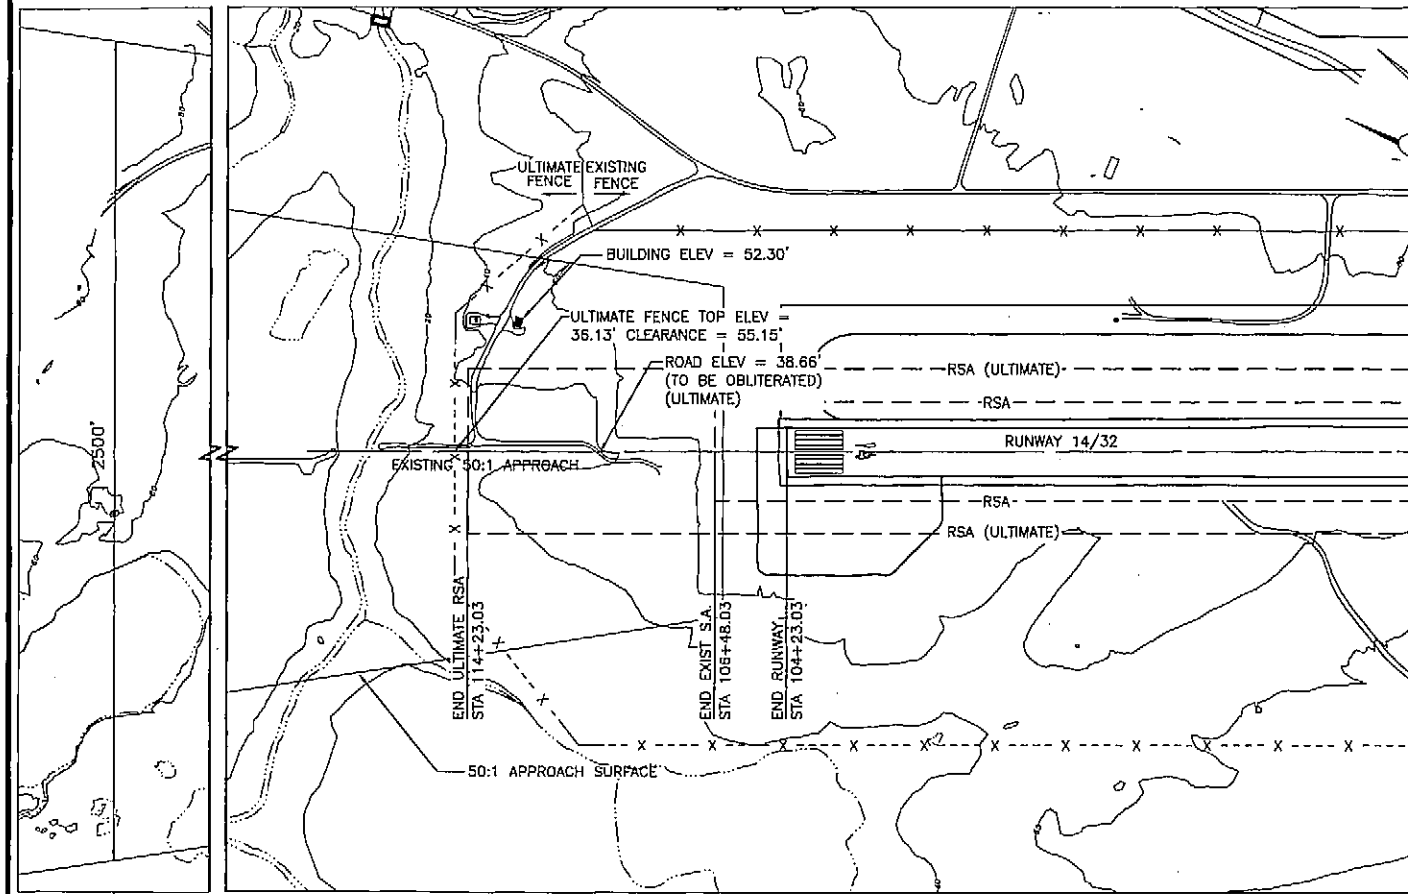 ULTIMATE EXISTING
FENCE FENCE
BUILDING ELEV = 52.30'
ULTIMATE FENCE TOP ELEV =
36.13' CLEARANCE = 55.15'
ROAD ELEV = 38.66'
(TO BE OBLITERATED)
(ULTIMATE)
RSA (ULTIMATE)
RSA
RUNWAY 14/32
2500'
EXISTING 50:1 APPROACH
RSA
RSA (ULTIMATE)
END ULTIMATE RSA
STA 114+23.03
END EXIST S.A.
STA 106+48.03
END RUNWAY
STA 104+23.03
50:1 APPROACH SURFACE